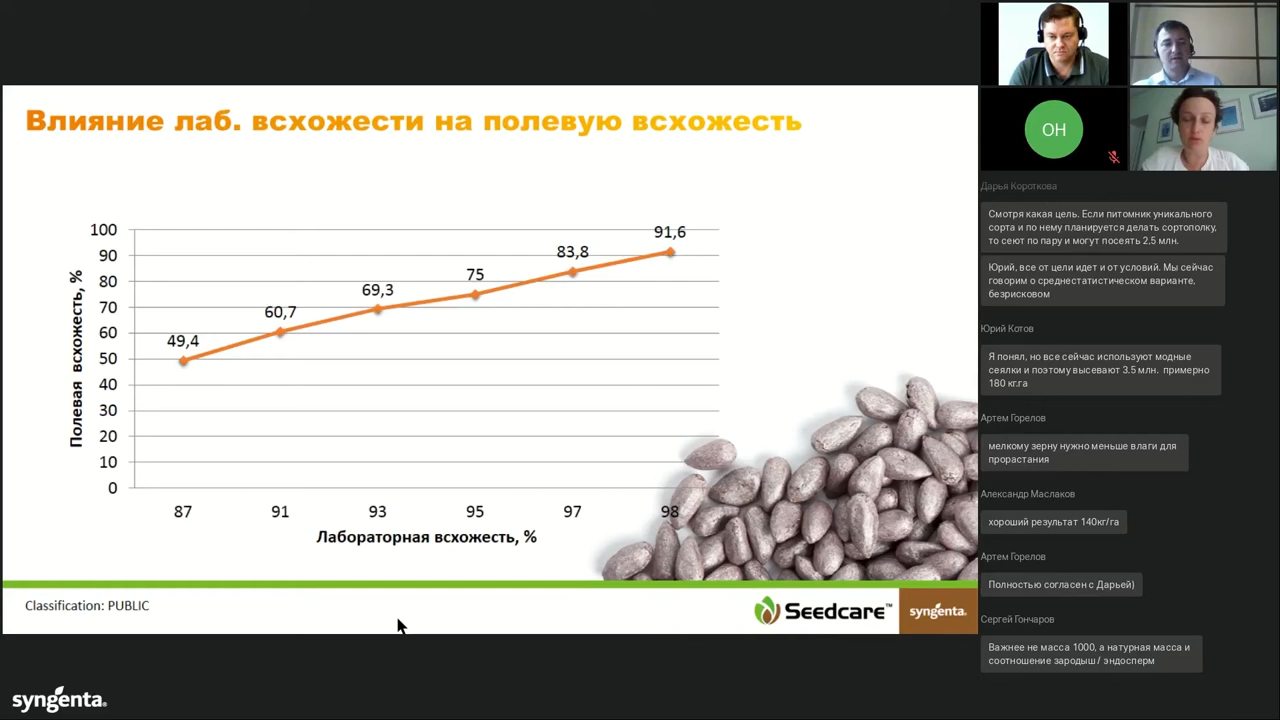 Влияние лаб. всхожести на полевую всхожесть
Полевая всхожесть, %
100
90
80
70
60
50
40
30
20
10
0
49,4
60,7
69,3
75
83,8
91,6
87
91
93
95
97
98
Лабораторная всхожесть, %
Classification: PUBLIC
Seedcare™
syngenta.
syngenta.
ОН
Дарья Короткова
Смотря какая цель. Если питомник уникального
сорта и по нему планируется делать сортополку,
то сеют по пару и могут посеять 2,5 млн.
Юрий, все от цели идет и от условий. Мы сейчас
говорим о среднестатистическом варианте,
безрисковом
Юрий Котов
Я понял, но все сейчас используют модные
сеялки и поэтому высевают 3.5 млн. примерно
180 кг.га
Артем Горелов
мелкому зерну нужно меньше влаги для
прорастания
Александр Маслаков
хороший результат 140кг/га
Артем Горелов
Полностью согласен с Дарьей)
Сергей Гончаров
Важнее не масса 1000, а натурная масса и
соотношение зародыш / эндосперм